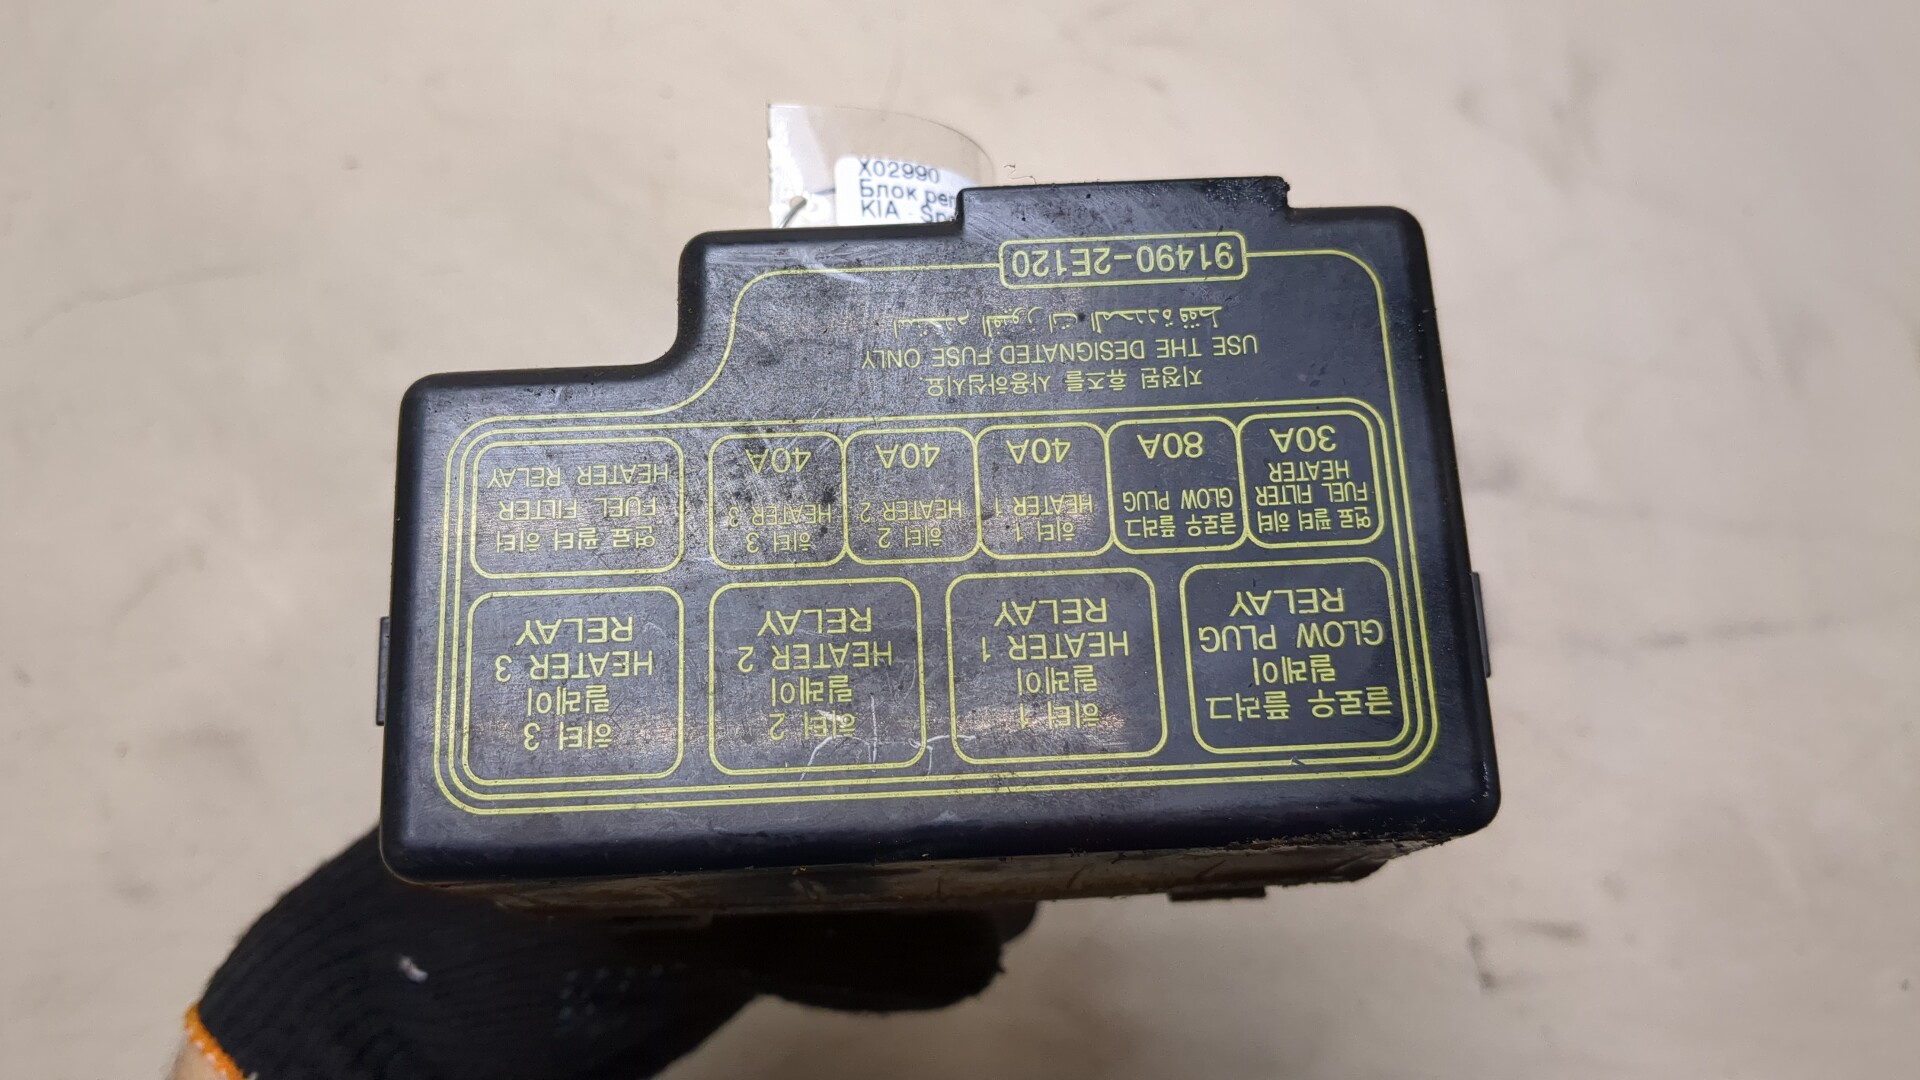 X02990
Блок
KIA
글로우 플러그
릴레이
GLOW PLUG
RELAY
히터 1
릴레이
HEATER 1
RELAY
히터 2
릴레이
HEATER 2
RELAY
히터 3
릴레이
HEATER 3
RELAY
연료 필터 히터
FUEL FILTER
HEATER
30A
글로우 플러그
GLOW PLUG
80A
히터 1
HEATER 1
40A
히터 2
HEATER 2
40A
히터 3
HEATER 3
40A
연료 필터 히터
FUEL FILTER
HEATER RELAY
지정된 휴즈를 사용하십시요.
USE THE DESIGNATED FUSE ONLY
استخدم الفيوزات المحددة فقط
91490-2E120